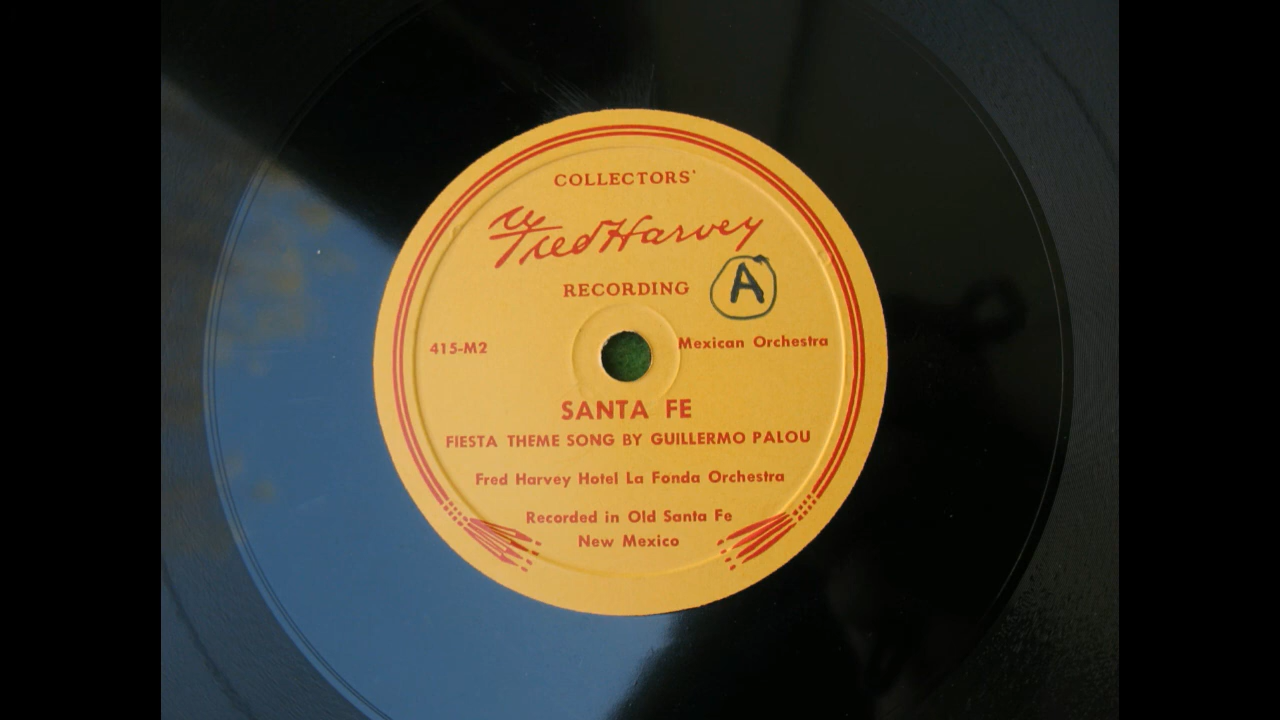 COLLECTORS'
Fred Harvey
RECORDING
A
415-M2
Mexican Orchestra
SANTA FE
FIESTA THEME SONG BY GUILLERMO PALOU
Fred Harvey Hotel La Fonda Orchestra
Recorded in Old Santa Fe
New Mexico